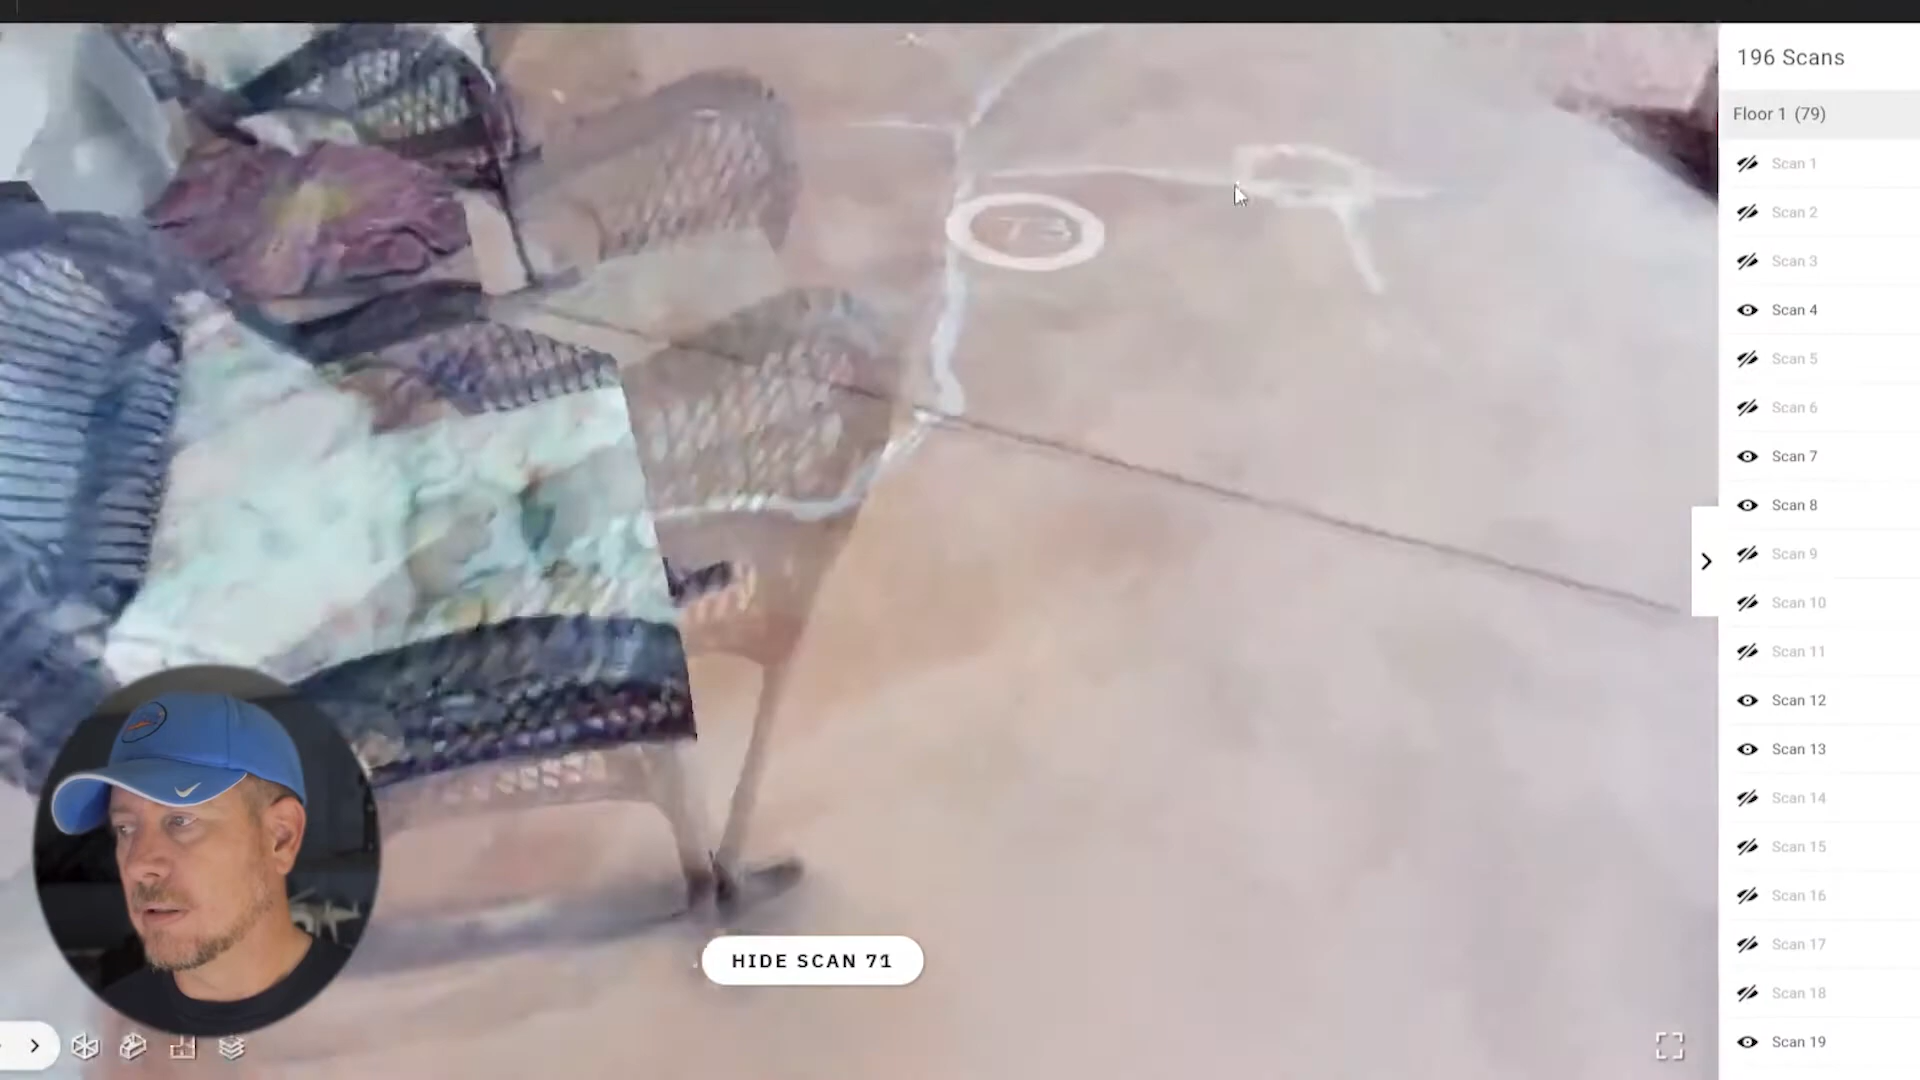 196 Scans
Floor 1 (79)
Scan 1
Scan 2
Scan 3
Scan 4
Scan 5
Scan 6
Scan 7
Scan 8
Scan 9
Scan 10
Scan 11
Scan 12
Scan 13
Scan 14
Scan 15
Scan 16
Scan 17
Scan 18
Scan 19
73
HIDE SCAN 71